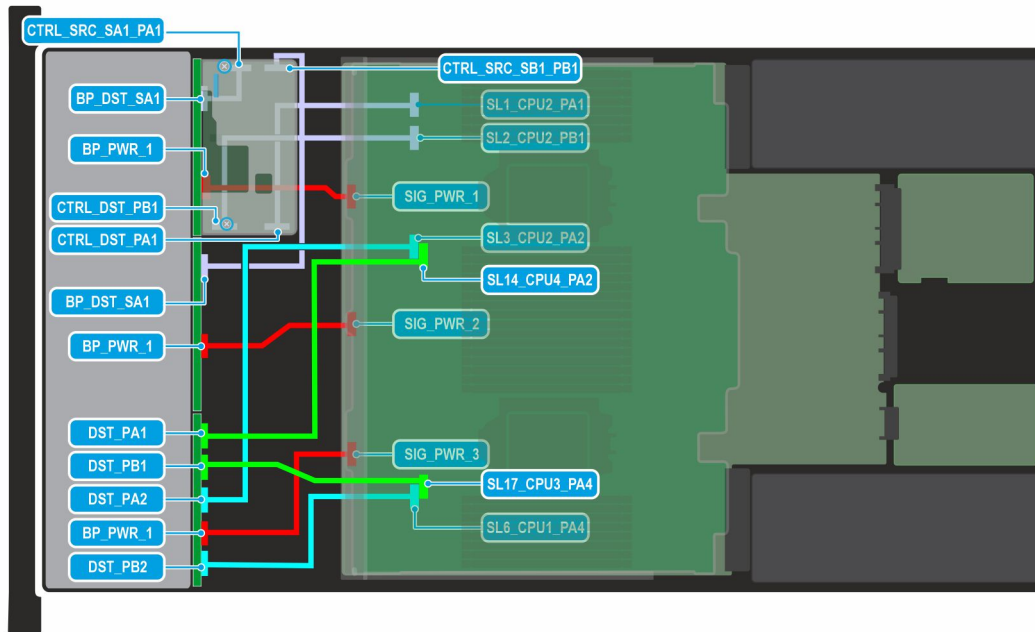 CTRL_SRC_SA1_PA1
CTRL_SRC_SB1_PB1
BP_DST_SA1
SL1_CPU2_PA1
SL2_CPU2_PB1
BP_PWR_1
SIG_PWR_1
CTRL_DST_PB1
CTRL_DST_PA1
SL3_CPU2_PA2
SL14_CPU4_PA2
BP_DST_SA1
SIG_PWR_2
BP_PWR_1
DST_PA1
SIG_PWR_3
DST_PB1
SL17_CPU3_PA4
DST_PA2
SL6_CPU1_PA4
BP_PWR_1
DST_PB2